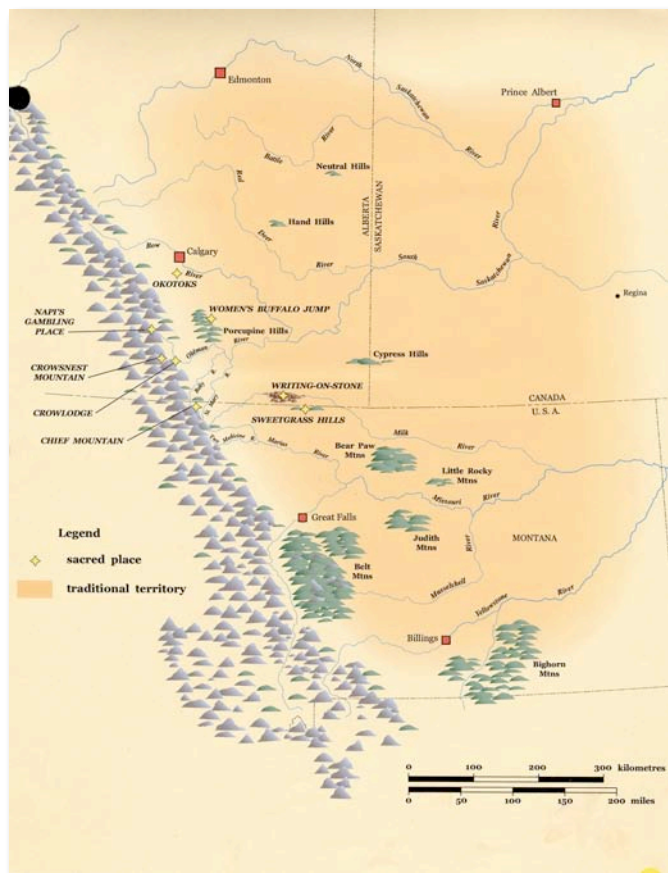 Edmonton
North
Saskatchewan
River
Prince Albert
Battle
River
Neutral Hills
Red
Deer
River
Hand Hills
ALBERTA
SASKATCHEWAN
South
Saskatchewan
River
Bow
River
Calgary
OKOTOKS
Regina
NAPI'S
GAMBLING
PLACE
WOMEN'S BUFFALO JUMP
Porcupine Hills
Oldman
River
CROWSNEST
MOUNTAIN
Cypress Hills
CROWLODGE
Belly R.
R.
WRITING-ON-STONE
CANADA
U. S. A.
SWEETGRASS HILLS
CHIEF MOUNTAIN
Medicine R.
Marias
River
Milk
River
Bear Paw
Mtns
Little Rocky
Mtns
Missouri
River
Great Falls
Judith
Mtns
River
MONTANA
Legend
sacred place
traditional territory
Belt
Mtns
Musselshell
Yellowstone
River
Billings
Bighorn
Mtns
0 100 200 300 kilometres
0 50 100 150 200 miles